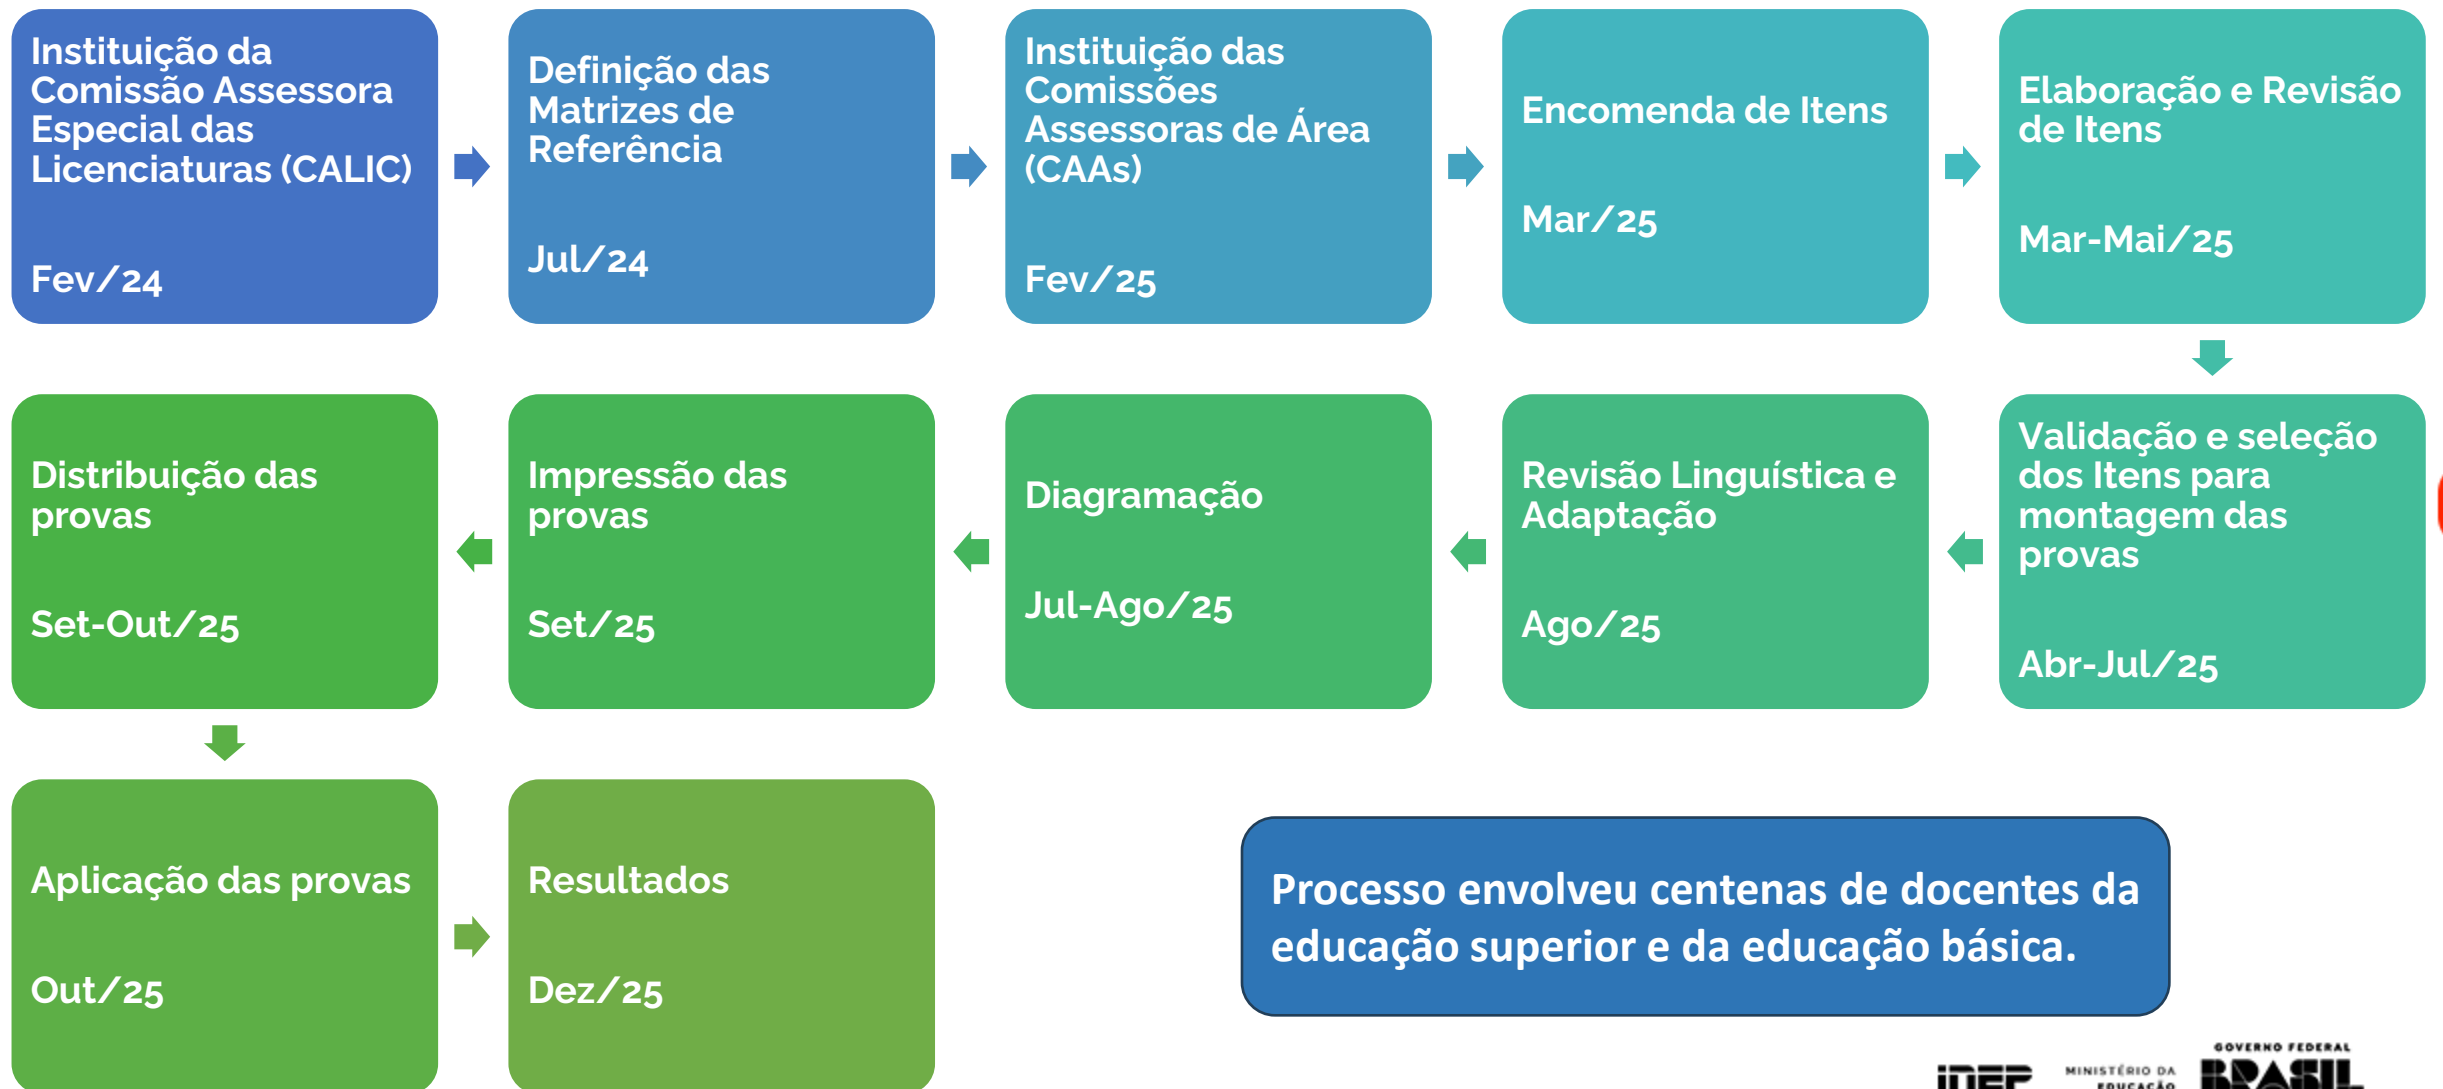 Instituição da
Comissão Assessora
Especial das
Licenciaturas (CALIC)
Fev/24
Definição das
Matrizes de
Referência
Jul/24
Instituição das
Comissões
Assessoras de Área
(CAAs)
Fev/25
Encomenda de Itens
Mar/25
Elaboração e Revisão
de Itens
Mar-Mai/25
Validação e seleção
dos Itens para
montagem das
provas
Abr-Jul/25
Revisão Linguística e
Adaptação
Ago/25
Diagramação
Jul-Ago/25
Impressão das
provas
Set/25
Distribuição das
provas
Set-Out/25
Aplicação das provas
Out/25
Resultados
Dez/25
Processo envolveu centenas de docentes da
educação superior e da educação básica.
inep
MINISTÉRIO DA
EDUCAÇÃO
GOVERNO FEDERAL
BRASIL